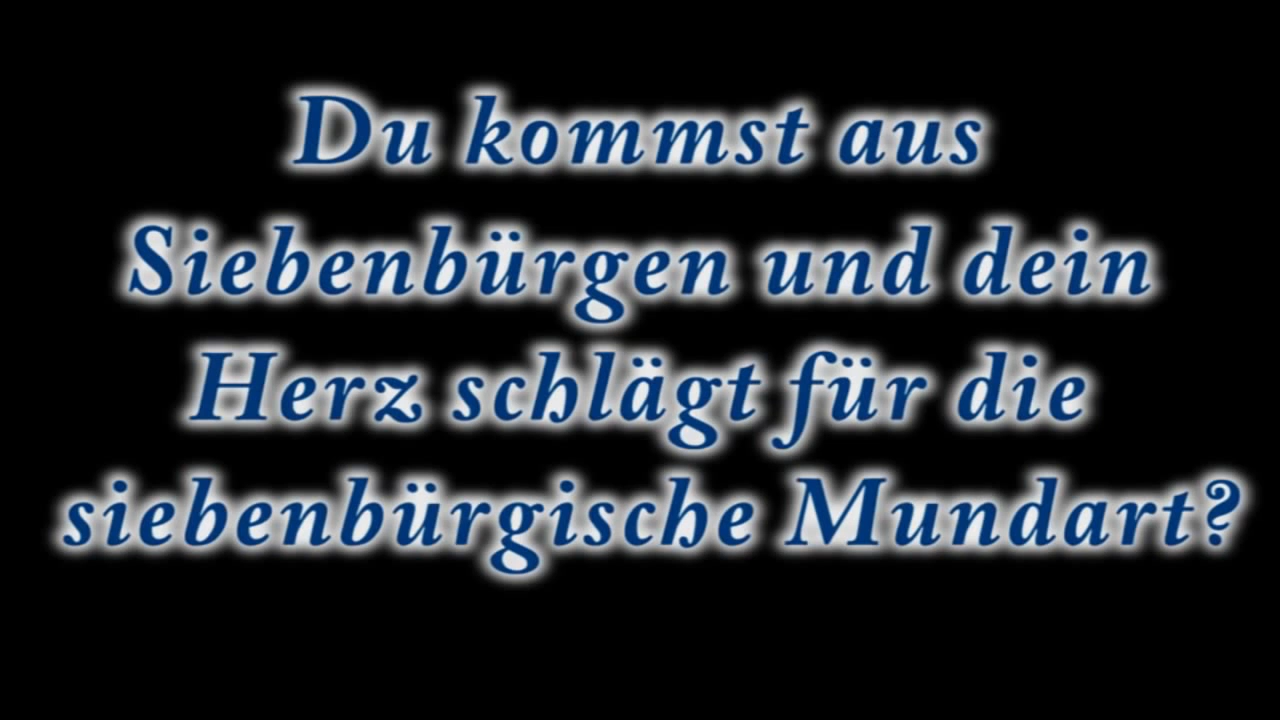 Du kommst aus
Siebenbürgen und dein
Herz schlägt für die
siebenbürgische Mundart?